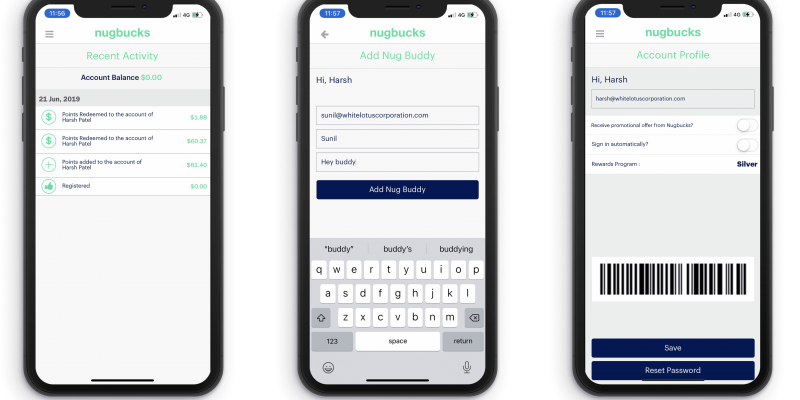 11:56
4G
nugbucks
Recent Activity
Account Balance $0.00
21 Jun, 2019
Points Redeemed to the account of
Harsh Patel
$1.88
Points Redeemed to the account of
Harsh Patel
Points added to the account of
Harsh Patel
Registered
$0.00
11:57
4G
nugbucks
Add Nug Buddy
Hi, Harsh
sunil@whitelotuscorporation.com
Sunil
Hey buddy
Add Nug Buddy
"buddy" buddy's buddying
q w e r t y u i o p
a s d f g h j k l
z x c v b n m
123 space return
11:57
4G
nugbucks
Account Profile
Hi, Harsh
harsh@whitelotuscorporation.com
Receive promotional offer from Nugbucks?
Sign in automatically?
Rewards Program : Silver
Save
Reset Password